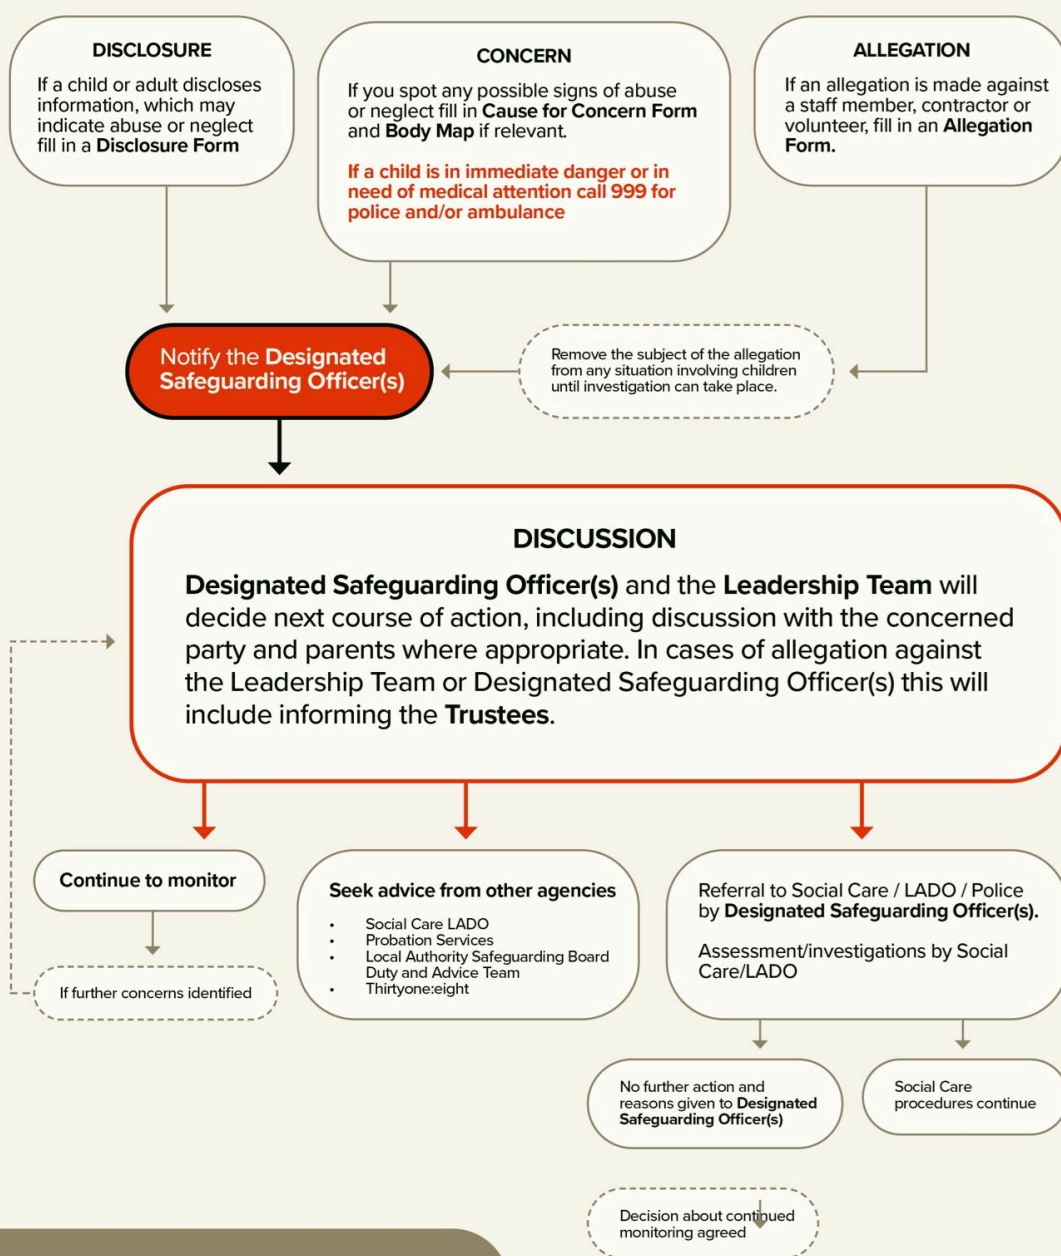 DISCLOSURE
If a child or adult discloses
information, which may
indicate abuse or neglect
fill in a Disclosure Form
CONCERN
If you spot any possible signs of abuse
or neglect fill in Cause for Concern Form
and Body Map if relevant.
If a child is in immediate danger or in
need of medical attention call 999 for
police and/or ambulance
ALLEGATION
If an allegation is made against
a staff member, contractor or
volunteer, fill in an Allegation
Form.
Notify the Designated
Safeguarding Officer(s)
Remove the subject of the allegation
from any situation involving children
until investigation can take place.
DISCUSSION
Designated Safeguarding Officer(s) and the Leadership Team will
decide next course of action, including discussion with the concerned
party and parents where appropriate. In cases of allegation against
the Leadership Team or Designated Safeguarding Officer(s) this will
include informing the Trustees.
Continue to monitor
If further concerns identified
Seek advice from other agencies
• Social Care LADO
• Probation Services
• Local Authority Safeguarding Board
Duty and Advice Team
• Thirtyone:eight
Referral to Social Care / LADO / Police
by Designated Safeguarding Officer(s).
Assessment/investigations by Social
Care/LADO
No further action and
reasons given to Designated
Safeguarding Officer(s)
Social Care
procedures continue
Decision about continued
monitoring agreed